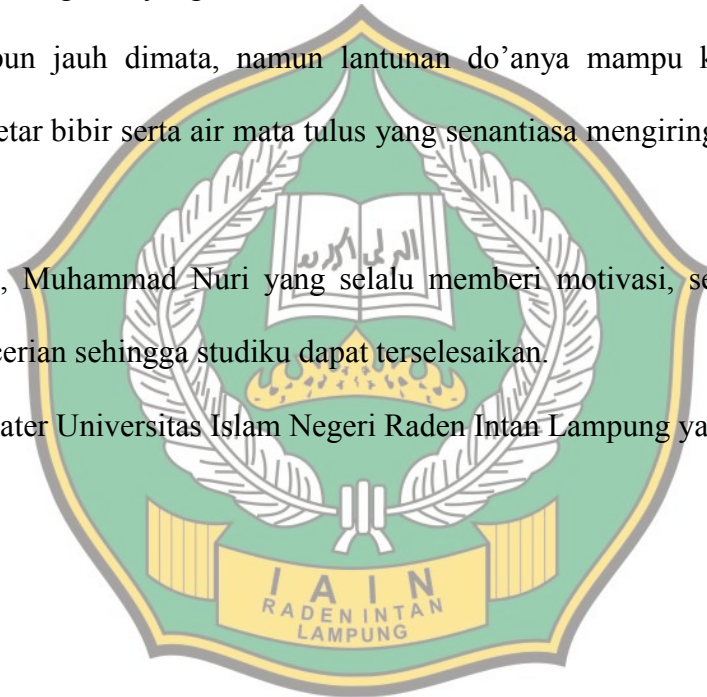 pun jauh dimata, namun lantunan do’anya mampu k
etar bibir serta air mata tulus yang senantiasa mengiring
, Muhammad Nuri yang selalu memberi motivasi, se
cerian sehingga studiku dapat terselesaikan.
ater Universitas Islam Negeri Raden Intan Lampung ya
IAIN
RADEN INTAN
LAMPUNG